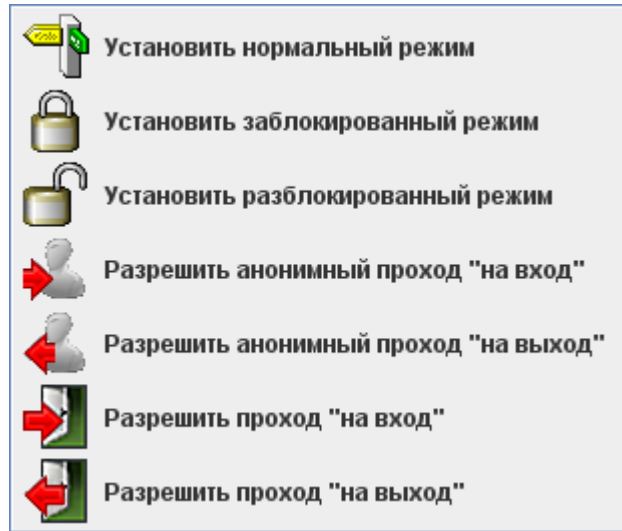 Установить нормальный режим
Установить заблокированный режим
Установить разблокированный режим
Разрешить анонимный проход "на вход"
Разрешить анонимный проход "на выход"
Разрешить проход "на вход"
Разрешить проход "на выход"